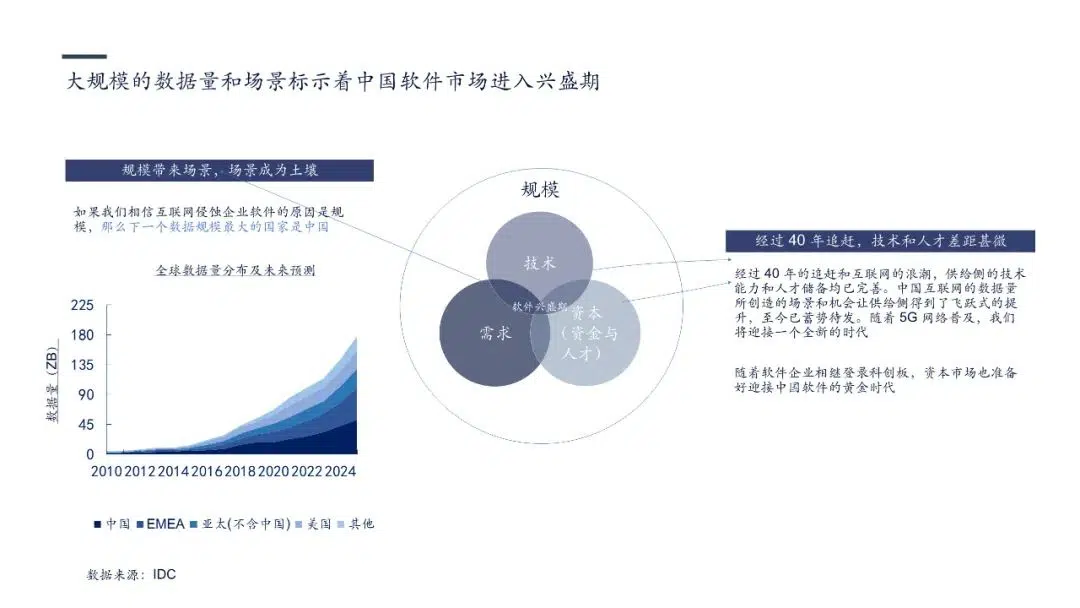 大规模的数据量和场景标示着中国软件市场进入兴盛期
规模带来场景，场景成为土壤
如果我们相信互联网侵蚀企业软件的原因是规
模，那么下一个数据规模最大的国家是中国
全球数据量分布及未来预测
数据量（ZB）
225
180
135
90
45
0
2010 2012 2014 2016 2018 2020 2022 2024
中国 EMEA 亚太(不含中国) 美国 其他
数据来源：IDC
规模
技术
软件兴盛期
需求
资本
（资金与
人才）
经过 40 年追赶，技术和人才差距甚微
经过 40 年的追赶和互联网的浪潮，供给侧的技术
能力和人才储备均已完善。中国互联网的数据量
所创造的场景和机会让供给侧得到了飞跃式的提
升，至今已蓄势待发。随着 5G 网络普及，我们
将迎接一个全新的时代
随着软件企业相继登录科创板，资本市场也准备
好迎接中国软件的黄金时代